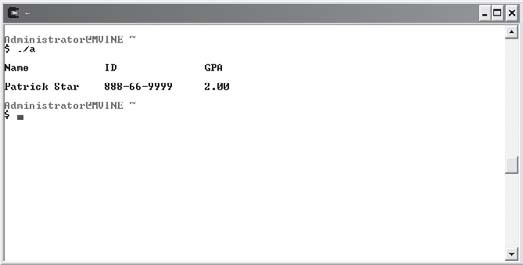 ~
Administrator@MVINE ~
$ ./a
Name ID GPA
Patrick Star 888-66-9999 2.00
Administrator@MVINE ~
$